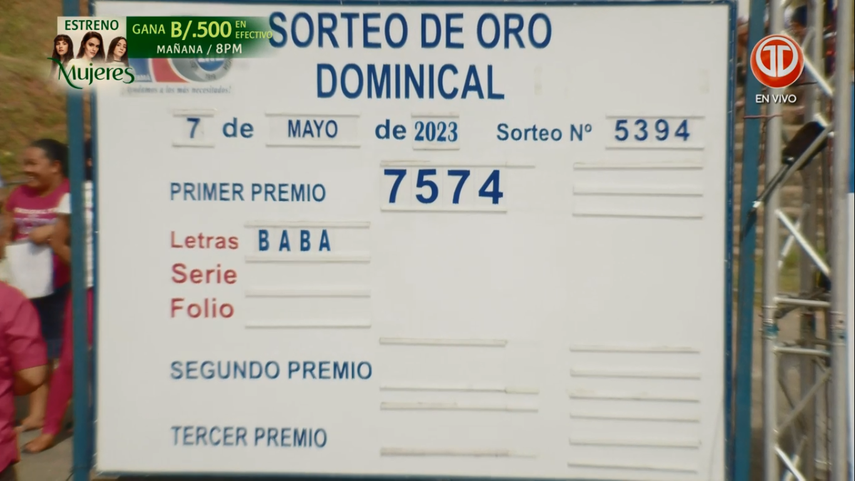 ESTRENO
Mujeres
GANA B/.500 EN EFECTIVO
MAÑANA / 8PM
EN VIVO
SORTEO DE ORO
DOMINICAL
7 de MAYO de 2023 Sorteo Nº 5394
PRIMER PREMIO 7574
Letras BABA
Serie
Folio
SEGUNDO PREMIO
TERCER PREMIO